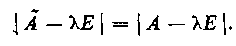 | Ã − λE | = | A − λE |.